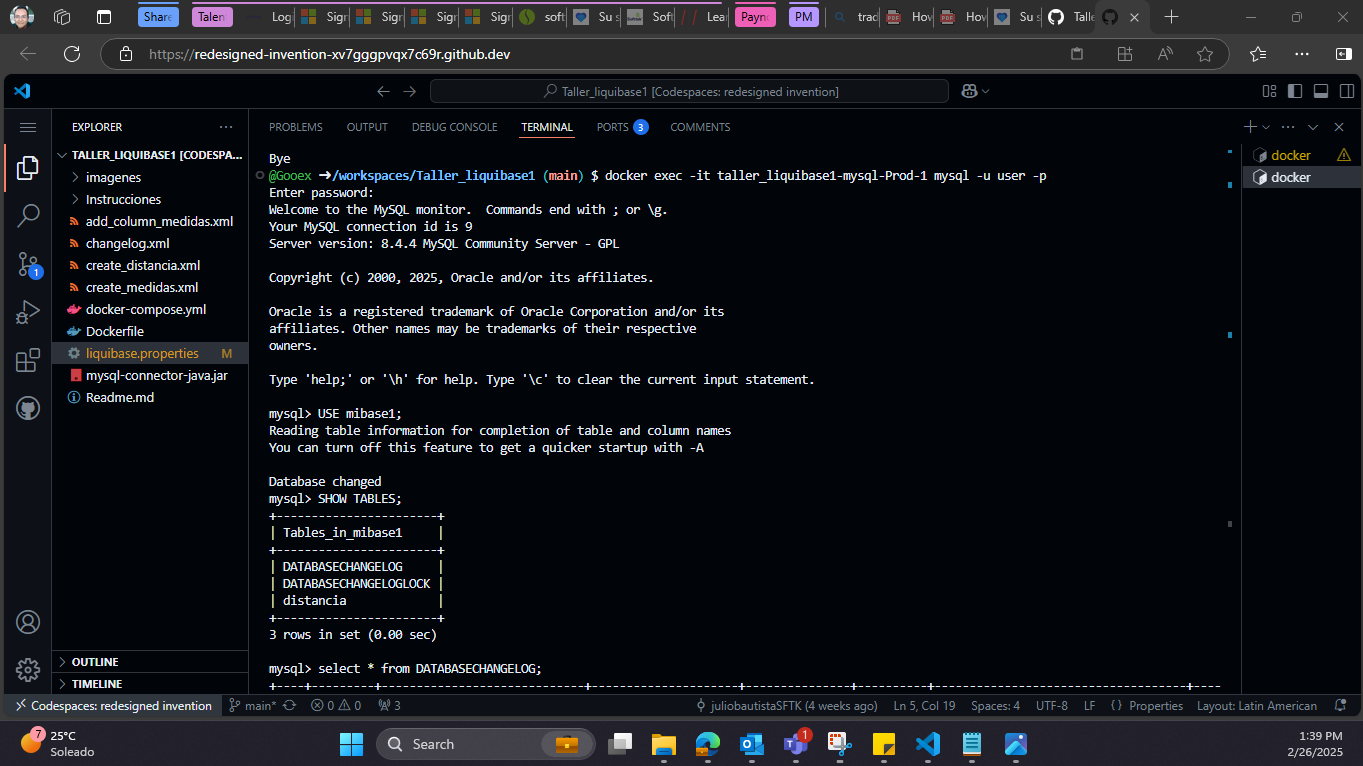 Share
Talen
Log
Sign
Sign
Sign
Sign
soft
Su s
Soft
Lea
Paync
PM
trad
How
How
Su s
Talle
https://redesigned-invention-xv7gggpvqx7c69r.github.dev
Taller_liquibase1 [Codespaces: redesigned invention]
EXPLORER
TALLER_LIQUIBASE1 [CODESPA...
imagenes
Instrucciones
add_column_medidas.xml
changelog.xml
create_distancia.xml
create_medidas.xml
docker-compose.yml
Dockerfile
liquibase.properties M
mysql-connector-java.jar
Readme.md
OUTLINE
TIMELINE
1
PROBLEMS OUTPUT DEBUG CONSOLE TERMINAL PORTS 3 COMMENTS
docker
docker
Bye
@Gooex ➜/workspaces/Taller_liquibase1 (main) $ docker exec -it taller_liquibase1-mysql-Prod-1 mysql -u user -p
Enter password:
Welcome to the MySQL monitor.  Commands end with ; or \g.
Your MySQL connection id is 9
Server version: 8.4.4 MySQL Community Server - GPL
Copyright (c) 2000, 2025, Oracle and/or its affiliates.
Oracle is a registered trademark of Oracle Corporation and/or its
affiliates. Other names may be trademarks of their respective
owners.
Type 'help;' or '\h' for help. Type '\c' to clear the current input statement.
mysql> USE mibase1;
Reading table information for completion of table and column names
You can turn off this feature to get a quicker startup with -A
Database changed
mysql> SHOW TABLES;
+-----------------------+
| Tables_in_mibase1     |
+-----------------------+
| DATABASECHANGELOG     |
| DATABASECHANGELOGLOCK |
| distancia             |
+-----------------------+
3 rows in set (0.00 sec)
mysql> select * from DATABASECHANGELOG;
+----+---------+-----------------------------+---------------------+---------------+----------+------------------------------------+----
Codespaces: redesigned invention main* 0 0 3 juliobautistaSFTK (4 weeks ago) Ln 5, Col 19 Spaces: 4 UTF-8 LF {} Properties Layout: Latin American
7
25°C
Soleado
Search
1
1:39 PM
2/26/2025